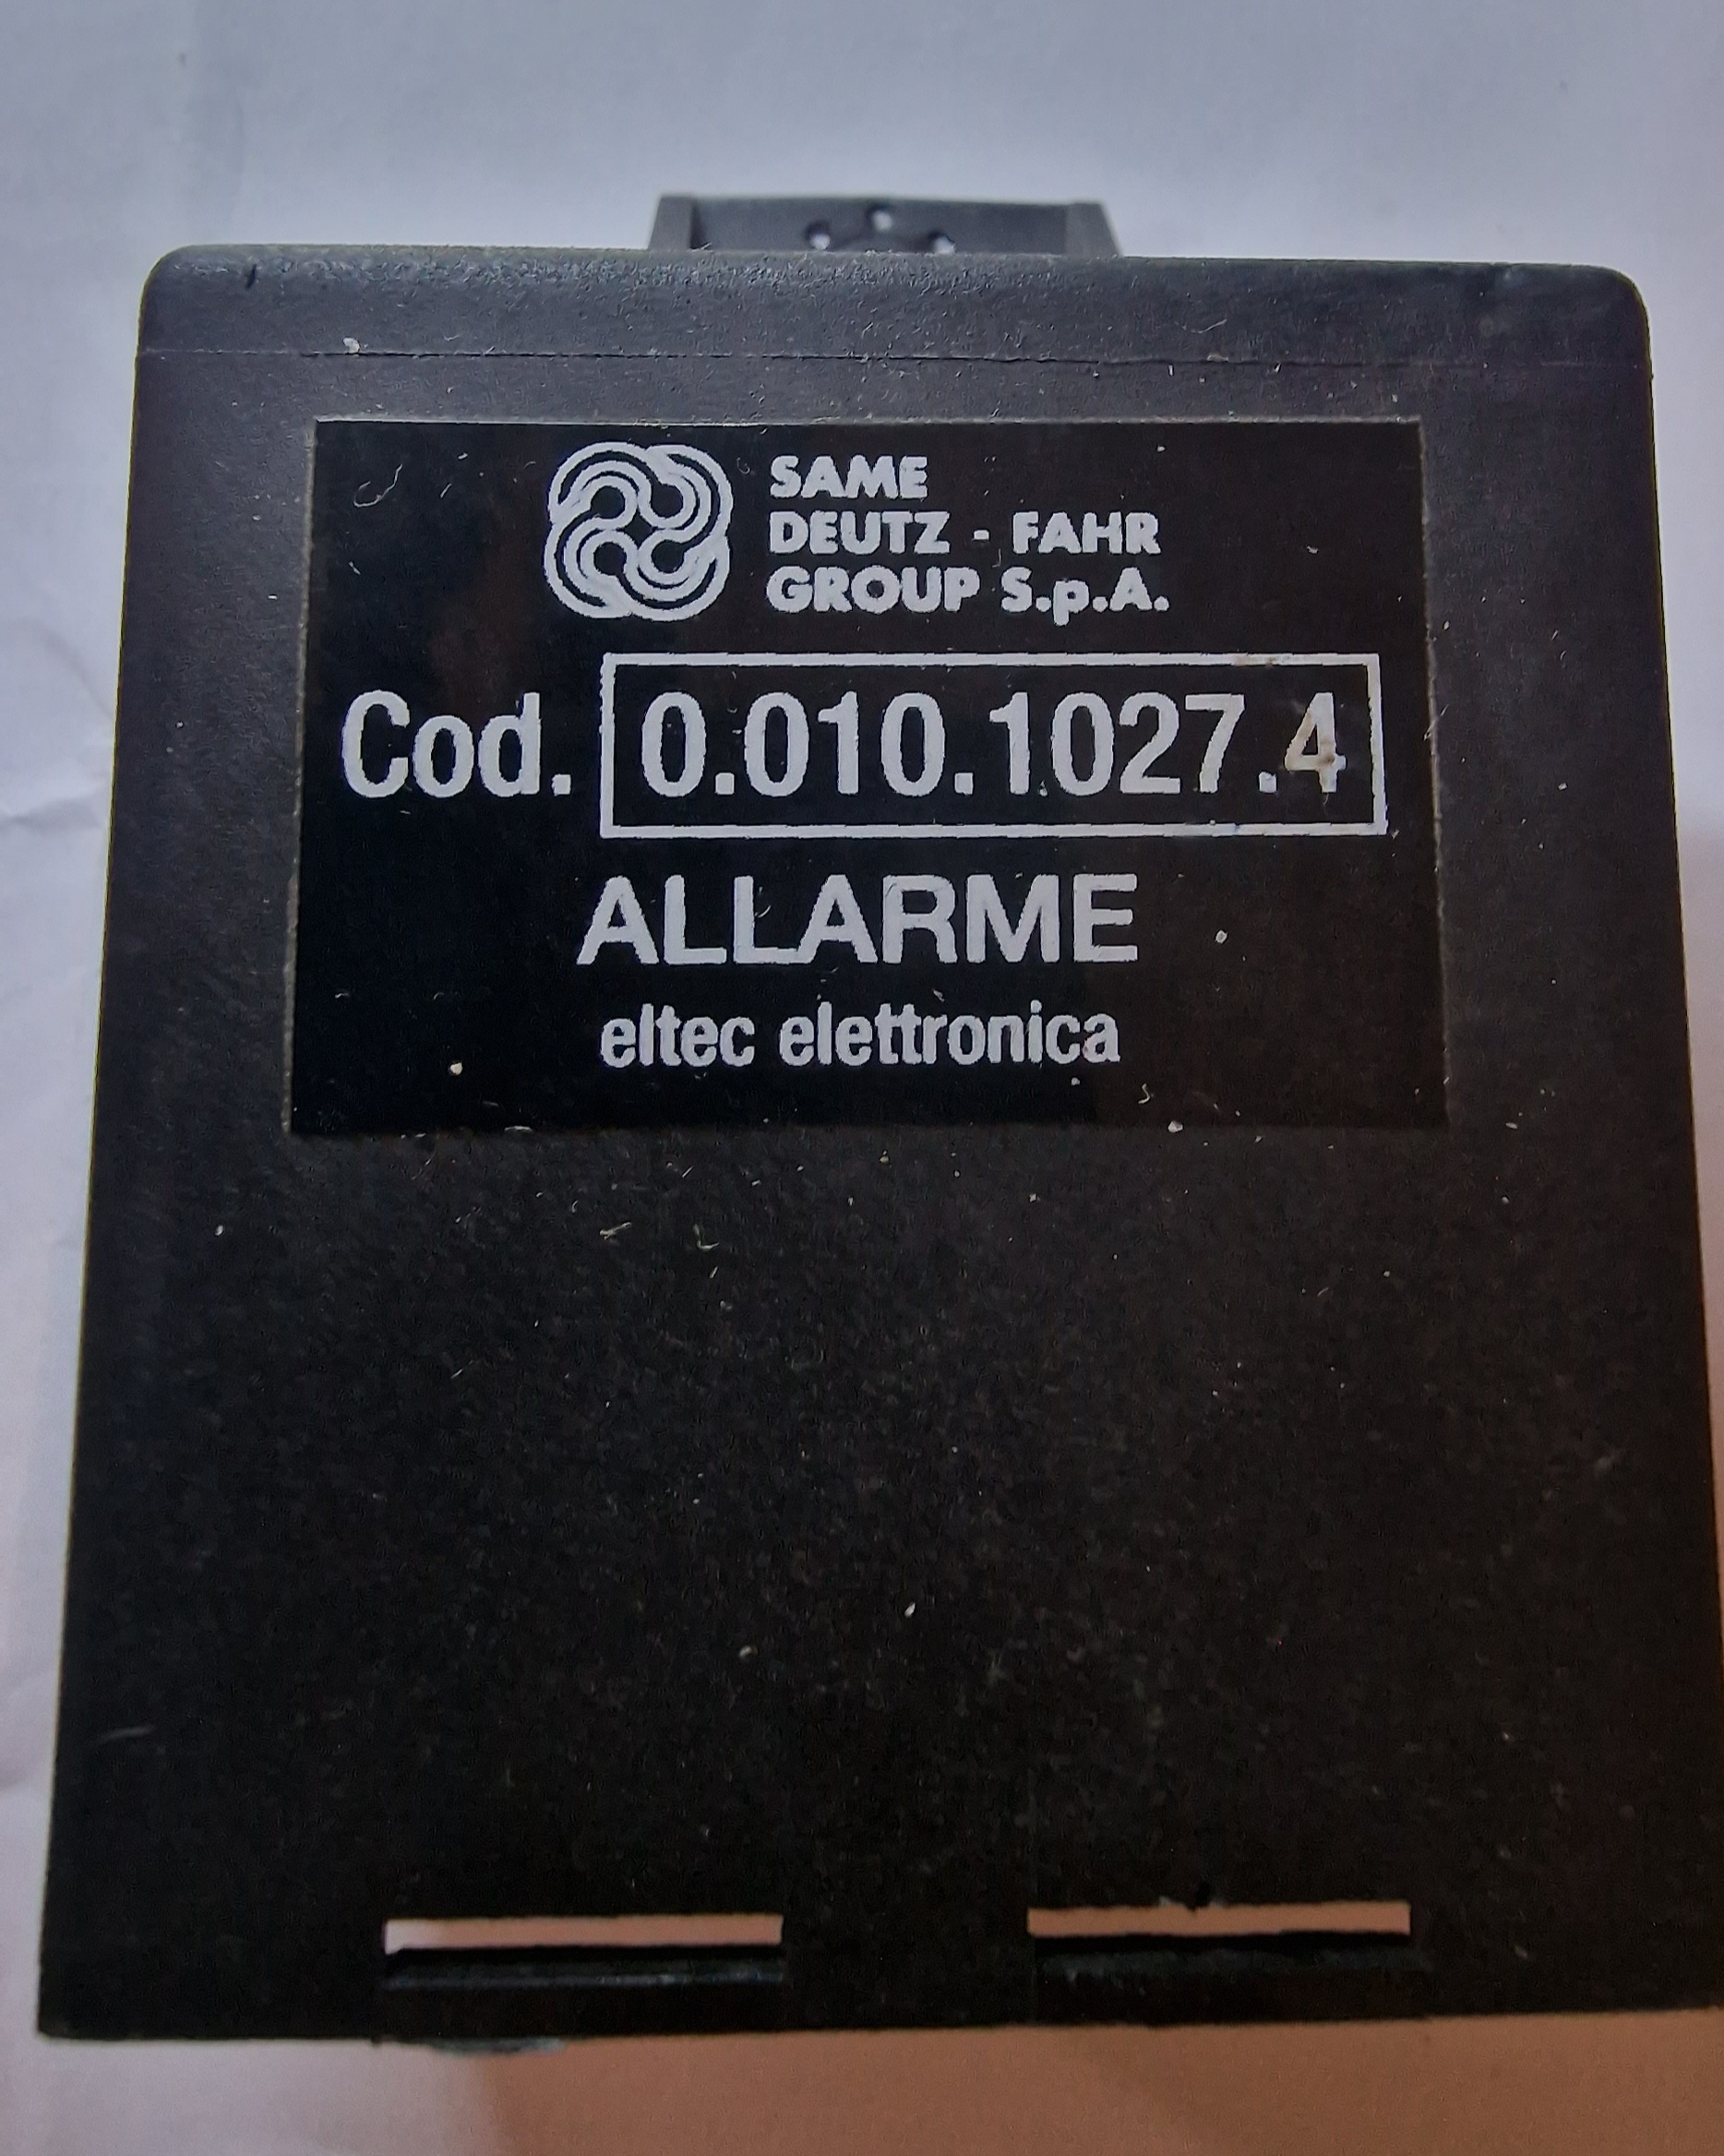 SAME
DEUTZ - FAHR
GROUP S.p.A.
Cod. 0.010.1027.4
ALLARME
eltec elettronica